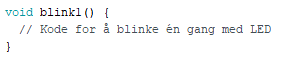 void blink1() {
// Kode for å blinke én gang med LED
}